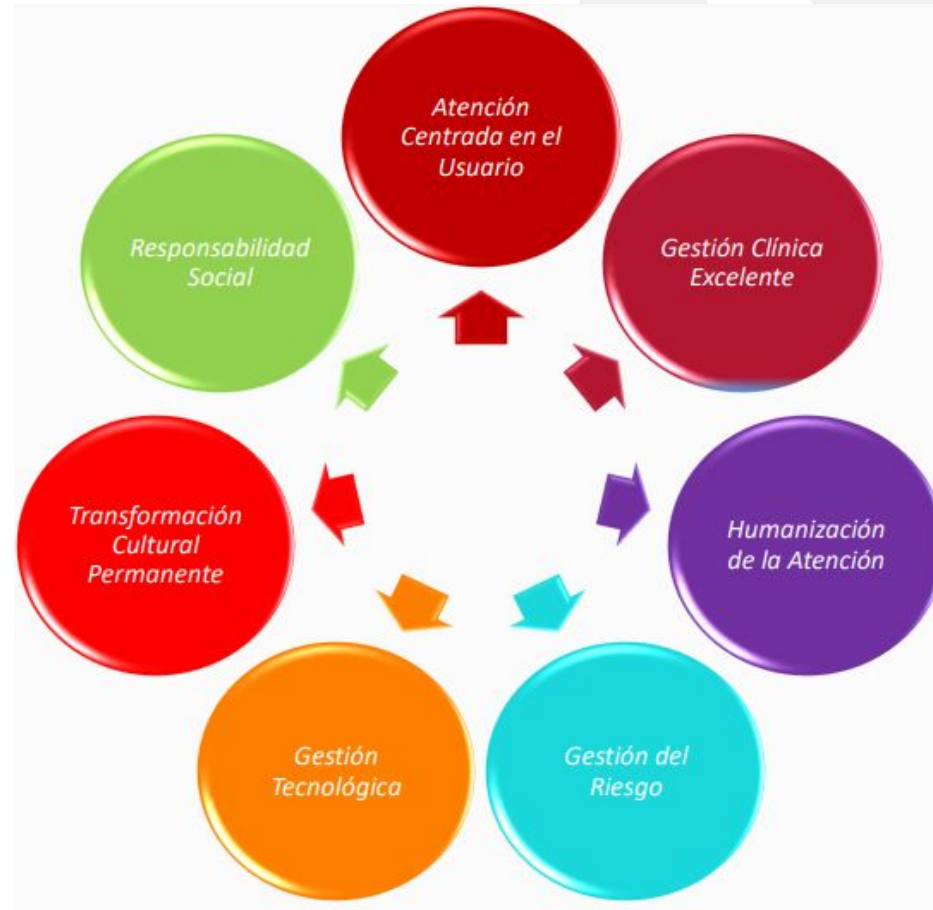 Atención
Centrada en el
Usuario
Gestión Clínica
Excelente
Humanización
de la Atención
Gestión del
Riesgo
Gestión
Tecnológica
Transformación
Cultural
Permanente
Responsabilidad
Social